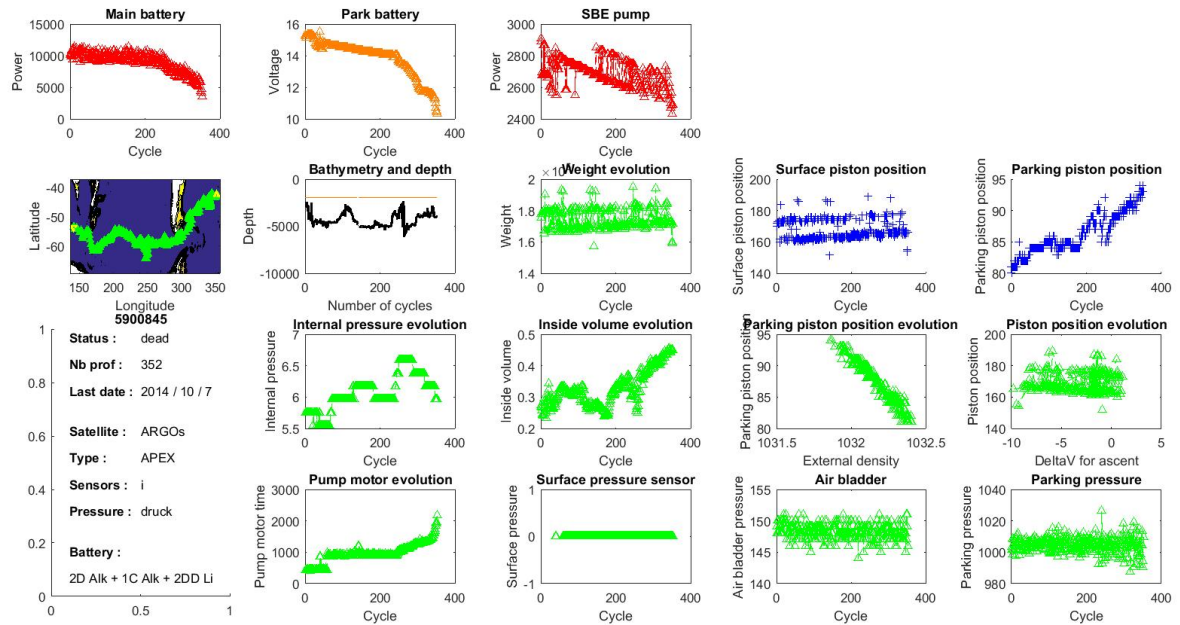 Main battery
15000
10000
5000
0
Power
0 200 400
Cycle
Park battery
16
14
12
10
Voltage
0 200 400
Cycle
SBE pump
3000
2800
2600
2400
Power
0 200 400
Cycle
-40
-50
-60
Latitude
150 200 250 300 350
Longitude
Bathymetry and depth
0
-5000
-10000
Depth
Number of cycles
Weight evolution
2
1.8
1.6
1.4
Weight
0 200 400
Cycle
Surface piston position
200
180
160
140
Surface piston position
0 200 400
Cycle
Parking piston position
95
90
85
80
Parking piston position
0 200 400
Cycle
5900845
1
0.8
0.6
0.4
0.2
0
0 0.5 1
Status : dead
Nb prof : 352
Last date : 2014 / 10 / 7
Satellite : ARGOs
Type : APEX
Sensors : i
Pressure : druck
Battery :
2D Alk + 1C Alk + 2DD Li
Internal pressure evolution
7
6.5
6
5.5
Internal pressure
0 200 400
Cycle
Inside volume evolution
0.5
0.4
0.3
0.2
Inside volume
0 200 400
Cycle
Parking piston position evolution
95
90
85
80
Parking piston position
1031.5 1032 1032.5
External density
Piston position evolution
200
180
160
140
Piston position
-10 -5 0 5
DeltaV for ascent
Pump motor evolution
3000
2000
1000
0
Pump motor time
0 200 400
Cycle
Surface pressure sensor
1
0
-1
Surface pressure
0 200 400
Cycle
Air bladder
155
150
145
140
Air bladder pressure
0 200 400
Cycle
Parking pressure
1040
1020
1000
980
Parking pressure
0 200 400
Cycle